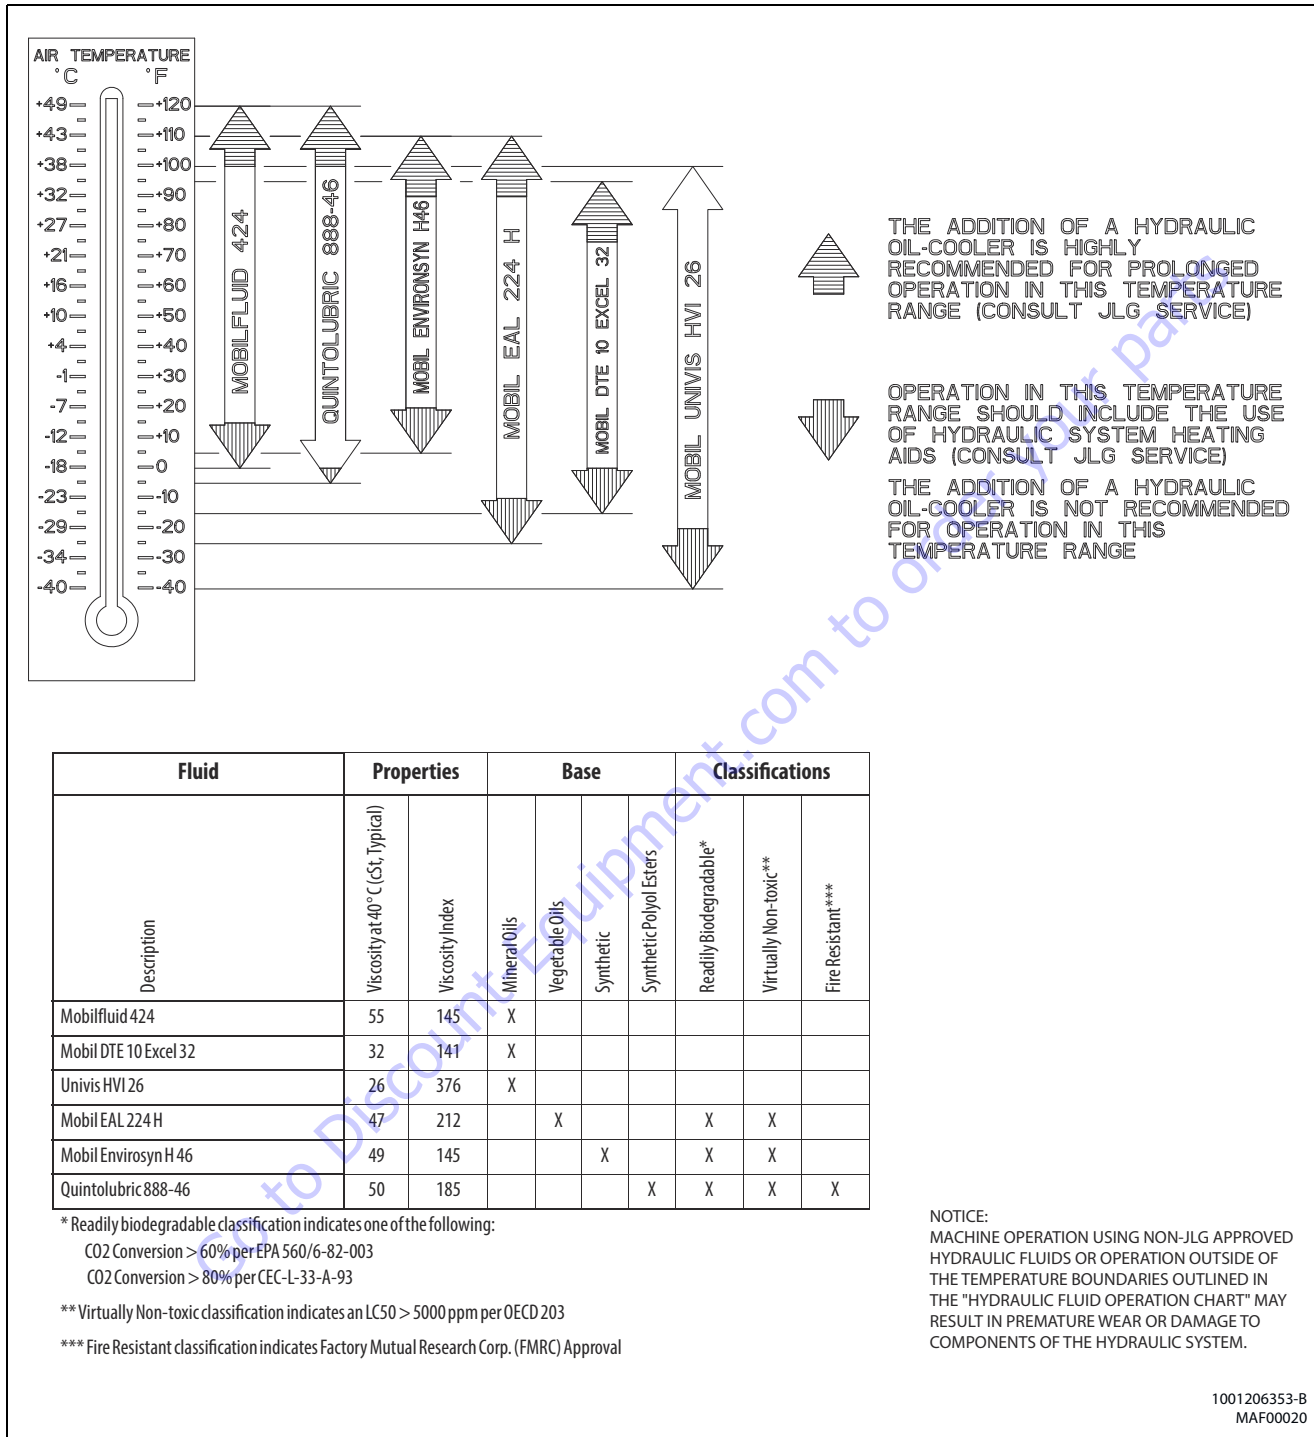 AIR TEMPERATURE
°C °F
+49 +120
+43 +110
+38 +100
+32 +90
+27 +80
+21 +70
+16 +60
+10 +50
+4 +40
-1 +30
-7 +20
-12 +10
-18 0
-23 -10
-29 -20
-34 -30
-40 -40
MOBILFLUID 424
QUINTOLUBRIC 888-46
MOBIL ENVIRONSYN H46
MOBIL EAL 224 H
MOBIL DTE 10 EXCEL 32
MOBIL UNIVIS HVI 26
THE ADDITION OF A HYDRAULIC
OIL-COOLER IS HIGHLY
RECOMMENDED FOR PROLONGED
OPERATION IN THIS TEMPERATURE
RANGE (CONSULT JLG SERVICE)
OPERATION IN THIS TEMPERATURE
RANGE SHOULD INCLUDE THE USE
OF HYDRAULIC SYSTEM HEATING
AIDS (CONSULT JLG SERVICE)
THE ADDITION OF A HYDRAULIC
OIL-COOLER IS NOT RECOMMENDED
FOR OPERATION IN THIS
TEMPERATURE RANGE
Fluid Properties Base Classifications
Description
Viscosity at 40° C (cSt, Typical)
Viscosity Index
Mineral Oils
Vegetable Oils
Synthetic
Synthetic Polyol Esters
Readily Biodegradable*
Virtually Non-toxic**
Fire Resistant***
Mobilfluid 424 55 145 X
Mobil DTE 10 Excel 32 32 141 X
Univis HVI 26 26 376 X
Mobil EAL 224 H 47 212 X X X
Mobil Envirosyn H 46 49 145 X X X
Quintolubric 888-46 50 185 X X X X
* Readily biodegradable classification indicates one of the following:
CO2 Conversion > 60% per EPA 560/6-82-003
CO2 Conversion > 80% per CEC-L-33-A-93
** Virtually Non-toxic classification indicates an LC50 > 5000 ppm per OECD 203
*** Fire Resistant classification indicates Factory Mutual Research Corp. (FMRC) Approval
NOTICE:
MACHINE OPERATION USING NON-JLG APPROVED
HYDRAULIC FLUIDS OR OPERATION OUTSIDE OF
THE TEMPERATURE BOUNDARIES OUTLINED IN
THE "HYDRAULIC FLUID OPERATION CHART" MAY
RESULT IN PREMATURE WEAR OR DAMAGE TO
COMPONENTS OF THE HYDRAULIC SYSTEM.
1001206353-B
MAF00020
Go to Discount-Equipment.com to order your parts